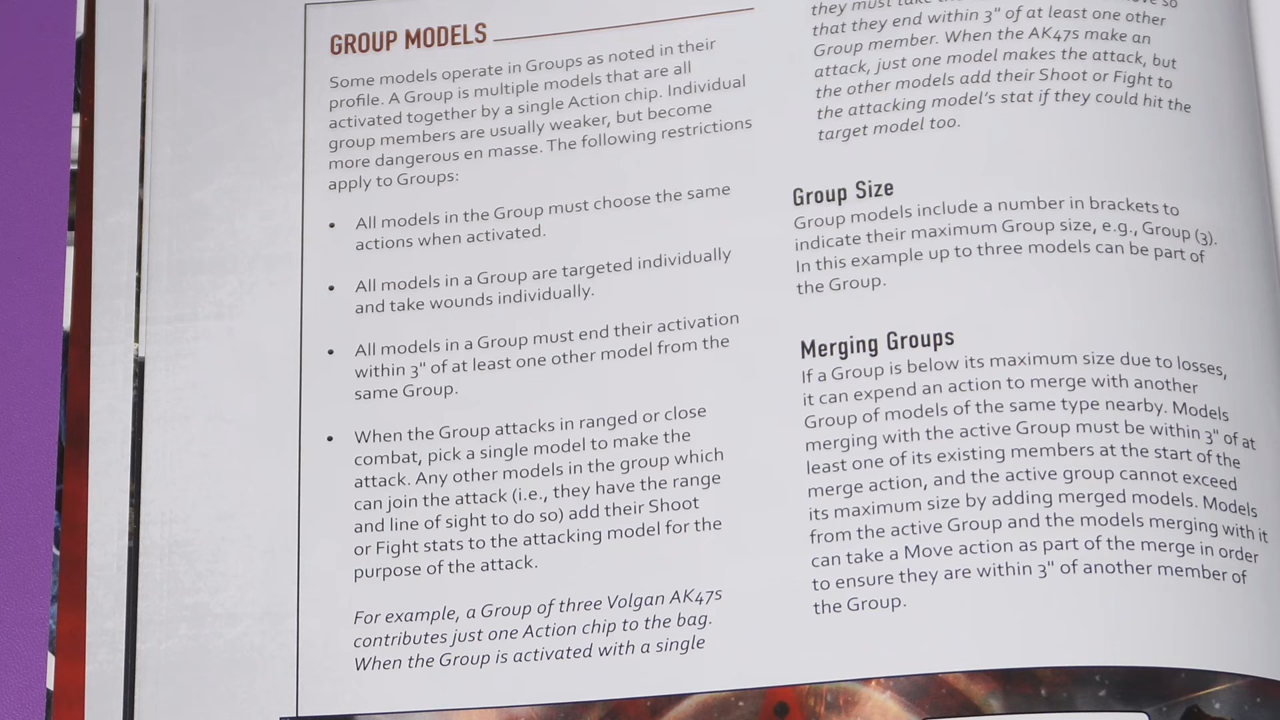 GROUP MODELS
Some models operate in Groups as noted in their
profile. A Group is multiple models that are all
activated together by a single Action chip. Individual
group members are usually weaker, but become
more dangerous en masse. The following restrictions
apply to Groups:
• All models in the Group must choose the same
actions when activated.
• All models in a Group are targeted individually
and take wounds individually.
• All models in a Group must end their activation
within 3" of at least one other model from the
same Group.
• When the Group attacks in ranged or close
combat, pick a single model to make the
attack. Any other models in the group which
can join the attack (i.e., they have the range
and line of sight to do so) add their Shoot
or Fight stats to the attacking model for the
purpose of the attack.
For example, a Group of three Volgan AK47s
contributes just one Action chip to the bag.
When the Group is activated with a single
they must take so
that they end within 3" of at least one other
Group member. When the AK47s make an
attack, just one model makes the attack, but
the other models add their Shoot or Fight to
the attacking model's stat if they could hit the
target model too.
Group Size
Group models include a number in brackets to
indicate their maximum Group size, e.g., Group (3).
In this example up to three models can be part of
the Group.
Merging Groups
If a Group is below its maximum size due to losses,
it can expend an action to merge with another
Group of models of the same type nearby. Models
merging with the active Group must be within 3" of at
least one of its existing members at the start of the
merge action, and the active group cannot exceed
its maximum size by adding merged models. Models
from the active Group and the models merging with it
can take a Move action as part of the merge in order
to ensure they are within 3" of another member of
the Group.